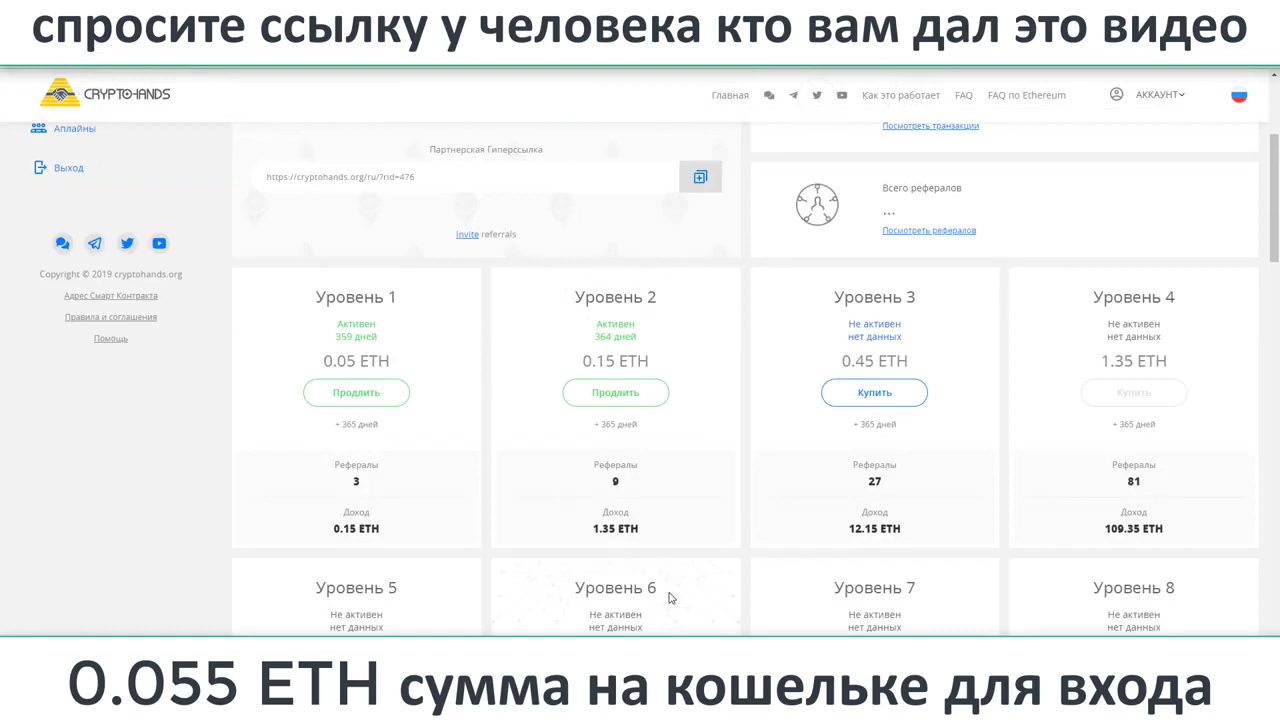 спросите ссылку у человека кто вам дал это видео
CRYPTOHANDS
Главная
Как это работает
FAQ
FAQ по Ethereum
АККАУНТ
Аплайны
Выход
Партнерская Гиперссылка
https://cryptohands.org/ru/?rid=476
Invite referrals
Посмотреть транзакции
Всего рефералов
...
Посмотреть рефералов
Copyright © 2019 cryptohands.org
Адрес Смарт Контракта
Правила и соглашения
Помощь
Уровень 1
Активен
359 дней
0.05 ETH
Продлить
+ 365 дней
Рефералы
3
Доход
0.15 ETH
Уровень 2
Активен
364 дней
0.15 ETH
Продлить
+ 365 дней
Рефералы
9
Доход
1.35 ETH
Уровень 3
Не активен
нет данных
0.45 ETH
Купить
+ 365 дней
Рефералы
27
Доход
12.15 ETH
Уровень 4
Не активен
нет данных
1.35 ETH
Купить
+ 365 дней
Рефералы
81
Доход
109.35 ETH
Уровень 5
Не активен
нет данных
Уровень 6
Не активен
нет данных
Уровень 7
Не активен
нет данных
Уровень 8
Не активен
нет данных
0.055 ETH сумма на кошельке для входа